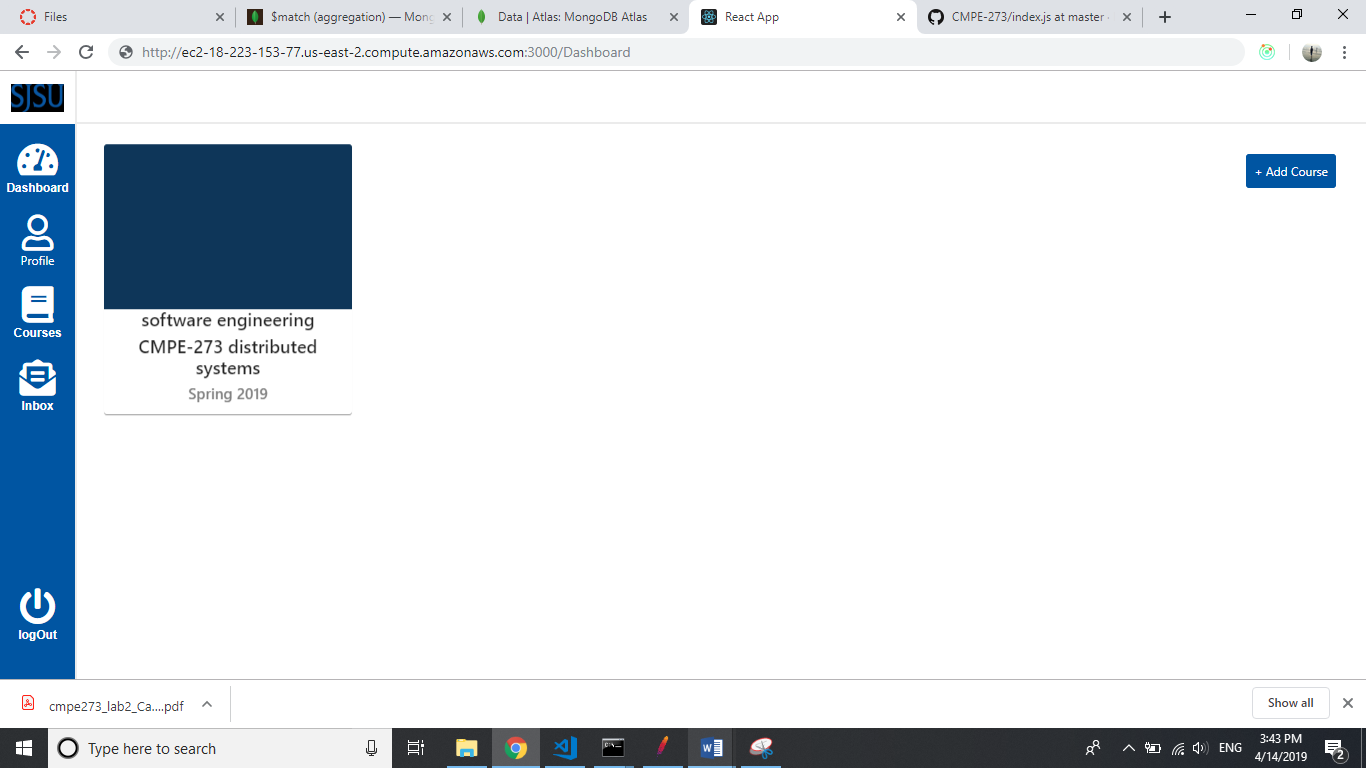 Files
$match (aggregation) — Mong
Data | Atlas: MongoDB Atlas
React App
CMPE-273/index.js at master ·
http://ec2-18-223-153-77.us-east-2.compute.amazonaws.com:3000/Dashboard
SJSU
Dashboard
Profile
Courses
Inbox
logOut
+ Add Course
software engineering
CMPE-273 distributed
systems
Spring 2019
cmpe273_lab2_Ca....pdf
Show all
Type here to search
ENG
3:43 PM
4/14/2019
2